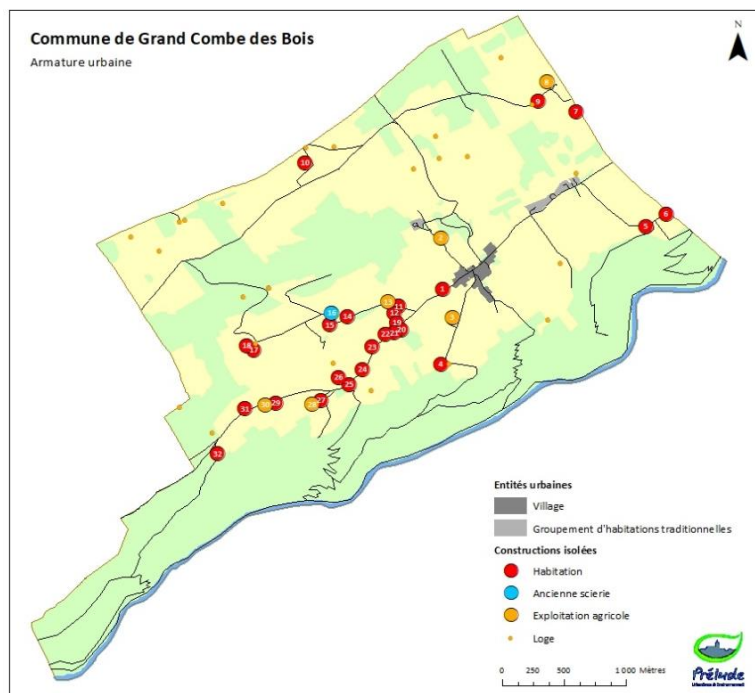 Commune de Grand Combe des Bois
Armature urbaine
N
8
9
7
10
6
5
2
1
13
11
16
12
14
15
19
20
22
21
3
18
17
23
4
24
26
25
31
30
29
28
27
32
Entités urbaines
Village
Groupement d'habitations traditionnelles
Constructions isolées
Habitation
Ancienne scierie
Exploitation agricole
Loge
0 250 500 1 000 Mètres
Prélude